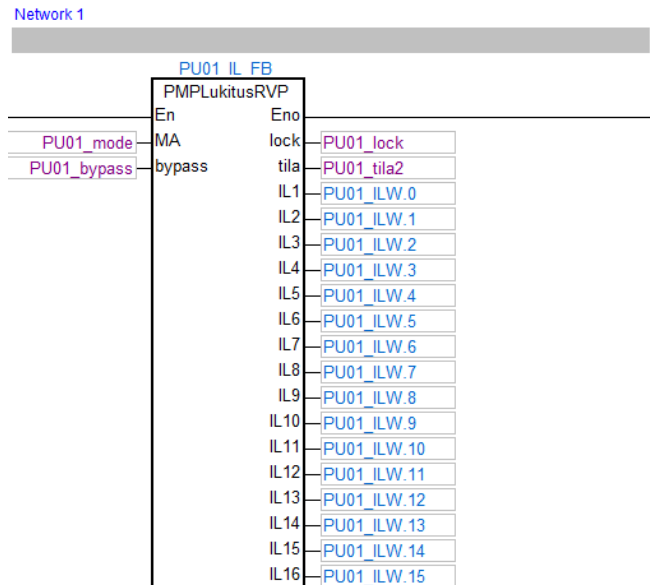 Network 1
PU01_IL_FB
PMPLukitusRVP
En Eno
PU01_mode MA lock PU01_lock
PU01_bypass bypass tila PU01_tila2
IL1 PU01_ILW.0
IL2 PU01_ILW.1
IL3 PU01_ILW.2
IL4 PU01_ILW.3
IL5 PU01_ILW.4
IL6 PU01_ILW.5
IL7 PU01_ILW.6
IL8 PU01_ILW.7
IL9 PU01_ILW.8
IL10 PU01_ILW.9
IL11 PU01_ILW.10
IL12 PU01_ILW.11
IL13 PU01_ILW.12
IL14 PU01_ILW.13
IL15 PU01_ILW.14
IL16 PU01_ILW.15